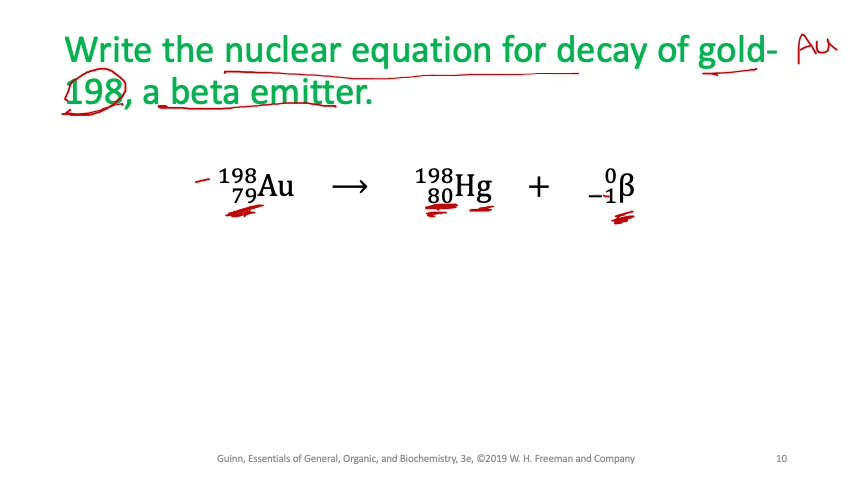 Write the nuclear equation for decay of gold- Au
198, a beta emitter.
¹⁹⁸₇₉Au ⟶ ¹⁹⁸₈₀Hg + ⁰₋₁β
Guinn, Essentials of General, Organic, and Biochemistry, 3e, ©2019 W. H. Freeman and Company 10